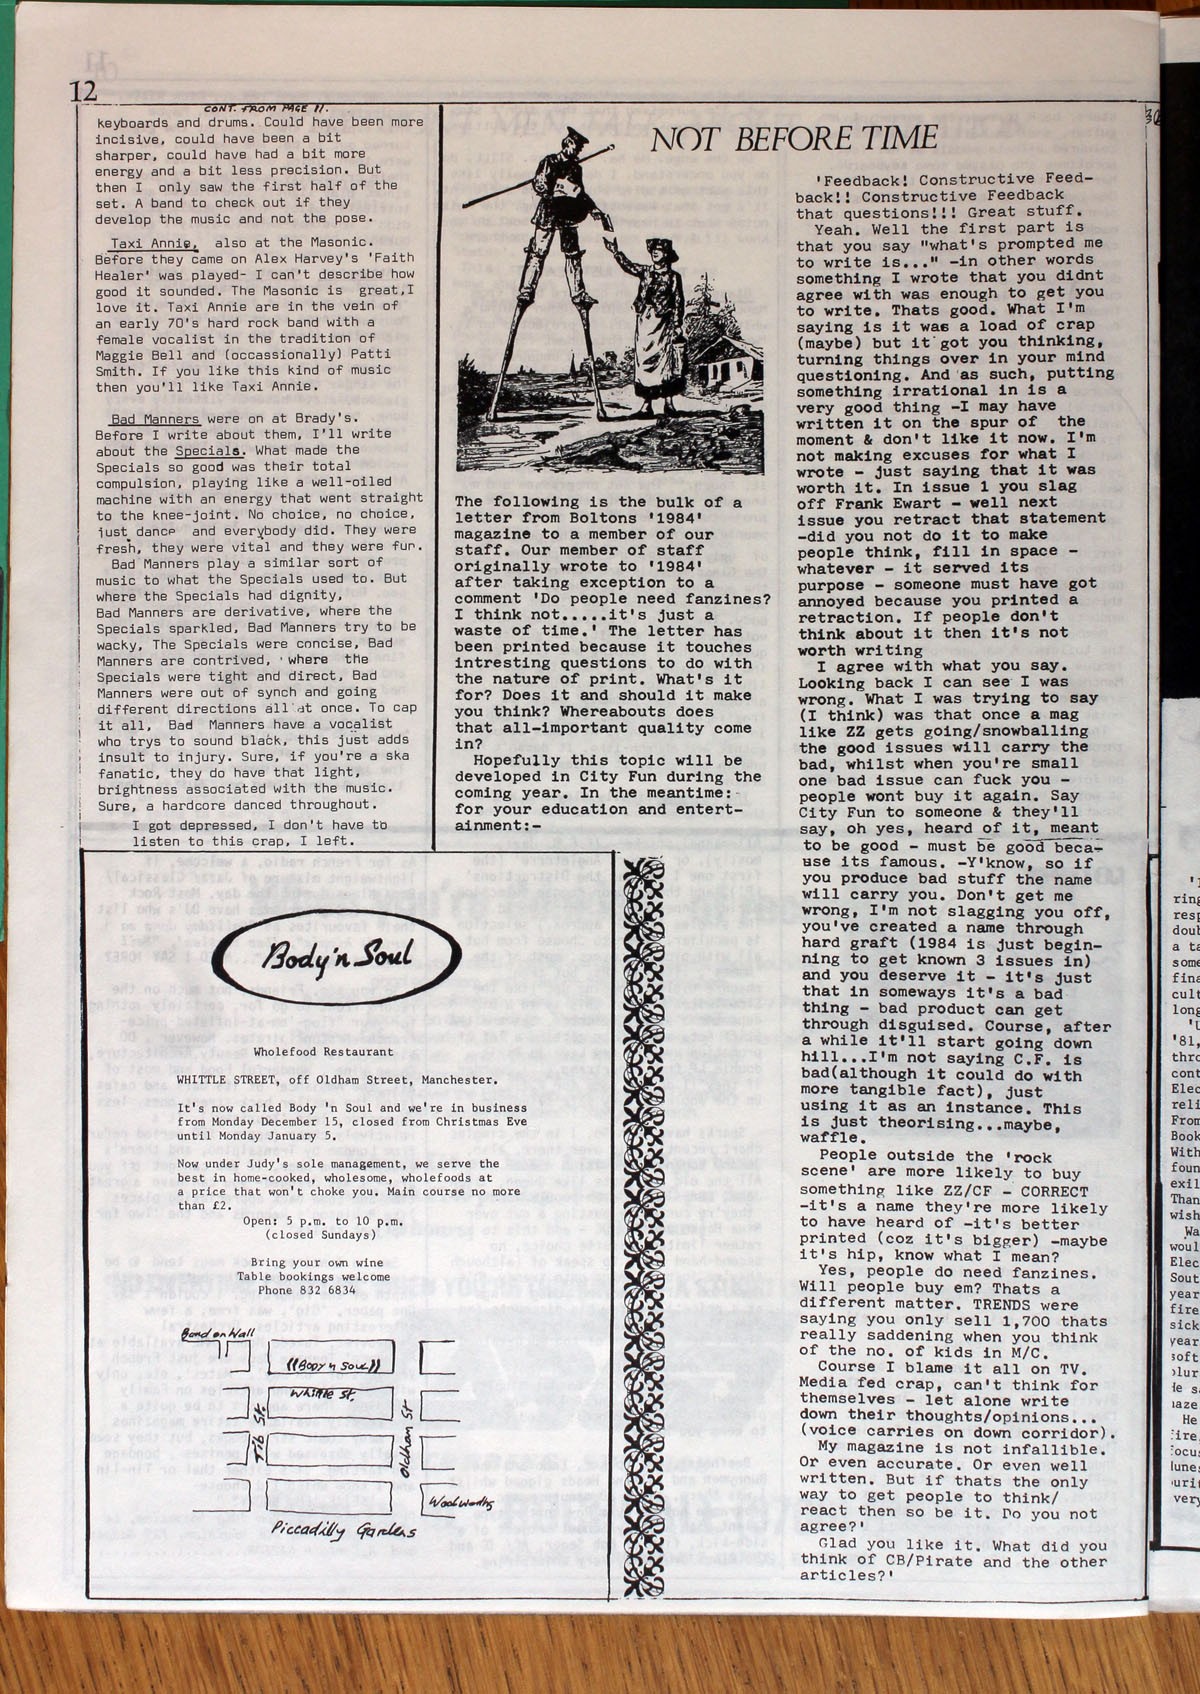 12
CONT. FROM PAGE 11.
keyboards and drums. Could have been more
incisive, could have been a bit
sharper, could have had a bit more
energy and a bit less precision. But
then I only saw the first half of the
set. A band to check out if they
develop the music and not the pose.
Taxi Annie, also at the Masonic.
Before they came on Alex Harvey's 'Faith
Healer' was played- I can't describe how
good it sounded. The Masonic is great,I
love it. Taxi Annie are in the vein of
an early 70's hard rock band with a
female vocalist in the tradition of
Maggie Bell and (occassionally) Patti
Smith. If you like this kind of music
then you'll like Taxi Annie.
Bad Manners were on at Brady's.
Before I write about them, I'll write
about the Specials. What made the
Specials so good was their total
compulsion, playing like a well-oiled
machine with an energy that went straight
to the knee-joint. No choice, no choice,
just dance and everybody did. They were
fresh, they were vital and they were fun.
Bad Manners play a similar sort of
music to what the Specials used to. But
where the Specials had dignity,
Bad Manners are derivative, where the
Specials sparkled, Bad Manners try to be
wacky, The Specials were concise, Bad
Manners are contrived, where the
Specials were tight and direct, Bad
Manners were out of synch and going
different directions all at once. To cap
it all, Bad Manners have a vocalist
who trys to sound black, this just adds
insult to injury. Sure, if you're a ska
fanatic, they do have that light,
brightness associated with the music.
Sure, a hardcore danced throughout.
I got depressed, I don't have to
listen to this crap, I left.
NOT BEFORE TIME
The following is the bulk of a
letter from Boltons '1984'
magazine to a member of our
staff. Our member of staff
originally wrote to '1984'
after taking exception to a
comment 'Do people need fanzines?
I think not.....it's just a
waste of time.' The letter has
been printed because it touches
intresting questions to do with
the nature of print. What's it
for? Does it and should it make
you think? Whereabouts does
that all-important quality come
in?
Hopefully this topic will be
developed in City Fun during the
coming year. In the meantime:-
for your education and entert-
ainment:-
'Feedback! Constructive Feed-
back!! Constructive Feedback
that questions!!! Great stuff.
Yeah. Well the first part is
that you say "what's prompted me
to write is..." -in other words
something I wrote that you didnt
agree with was enough to get you
to write. Thats good. What I'm
saying is it was a load of crap
(maybe) but it got you thinking,
turning things over in your mind
questioning. And as such, putting
something irrational in is a
very good thing -I may have
written it on the spur of the
moment & don't like it now. I'm
not making excuses for what I
wrote - just saying that it was
worth it. In issue 1 you slag
off Frank Ewart - well next
issue you retract that statement
-did you not do it to make
people think, fill in space -
whatever - it served its
purpose - someone must have got
annoyed because you printed a
retraction. If people don't
think about it then it's not
worth writing
I agree with what you say.
Looking back I can see I was
wrong. What I was trying to say
(I think) was that once a mag
like ZZ gets going/snowballing
the good issues will carry the
bad, whilst when you're small
one bad issue can fuck you -
people wont buy it again. Say
City Fun to someone & they'll
say, oh yes, heard of it, meant
to be good - must be good beca-
use its famous. -Y'know, so if
you produce bad stuff the name
will carry you. Don't get me
wrong, I'm not slagging you off,
you've created a name through
hard graft (1984 is just begin-
ning to get known 3 issues in)
and you deserve it - it's just
that in someways it's a bad
thing - bad product can get
through disguised. Course, after
a while it'll start going down
hill...I'm not saying C.F. is
bad(although it could do with
more tangible fact), just
using it as an instance. This
is just theorising...maybe,
waffle.
People outside the 'rock
scene' are more likely to buy
something like ZZ/CF - CORRECT
-it's a name they're more likely
to have heard of -it's better
printed (coz it's bigger) -maybe
it's hip, know what I mean?
Yes, people do need fanzines.
Will people buy em? Thats a
different matter. TRENDS were
saying you only sell 1,700 thats
really saddening when you think
of the no. of kids in M/C.
Course I blame it all on TV.
Media fed crap, can't think for
themselves - let alone write
down their thoughts/opinions...
(voice carries on down corridor).
My magazine is not infallible.
Or even accurate. Or even well
written. But if thats the only
way to get people to think/
react then so be it. Do you not
agree?'
Glad you like it. What did you
think of CB/Pirate and the other
articles?'
Body 'n Soul
Wholefood Restaurant
WHITTLE STREET, off Oldham Street, Manchester.
It's now called Body 'n Soul and we're in business
from Monday December 15, closed from Christmas Eve
until Monday January 5.
Now under Judy's sole management, we serve the
best in home-cooked, wholesome, wholefoods at
a price that won't choke you. Main course no more
than £2.
Open: 5 p.m. to 10 p.m.
(closed Sundays)
Bring your own wine
Table bookings welcome
Phone 832 6834
Band on Wall
((Body n Soul))
Whittle St.
Tib St.
Oldham St
Woolworths
Piccadilly Gardens